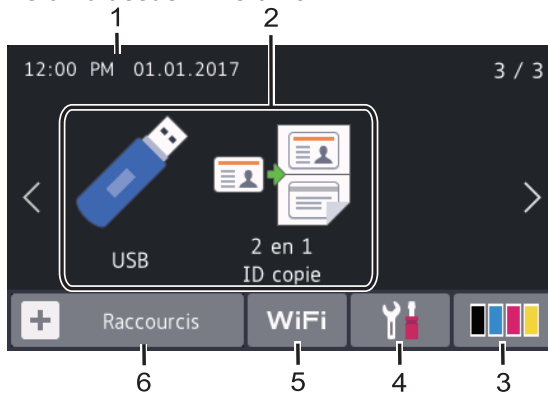 1
2
12:00 PM 01.01.2017
3 / 3
USB
2 en 1
ID copie
Raccourcis
WiFi
6
5
4
3